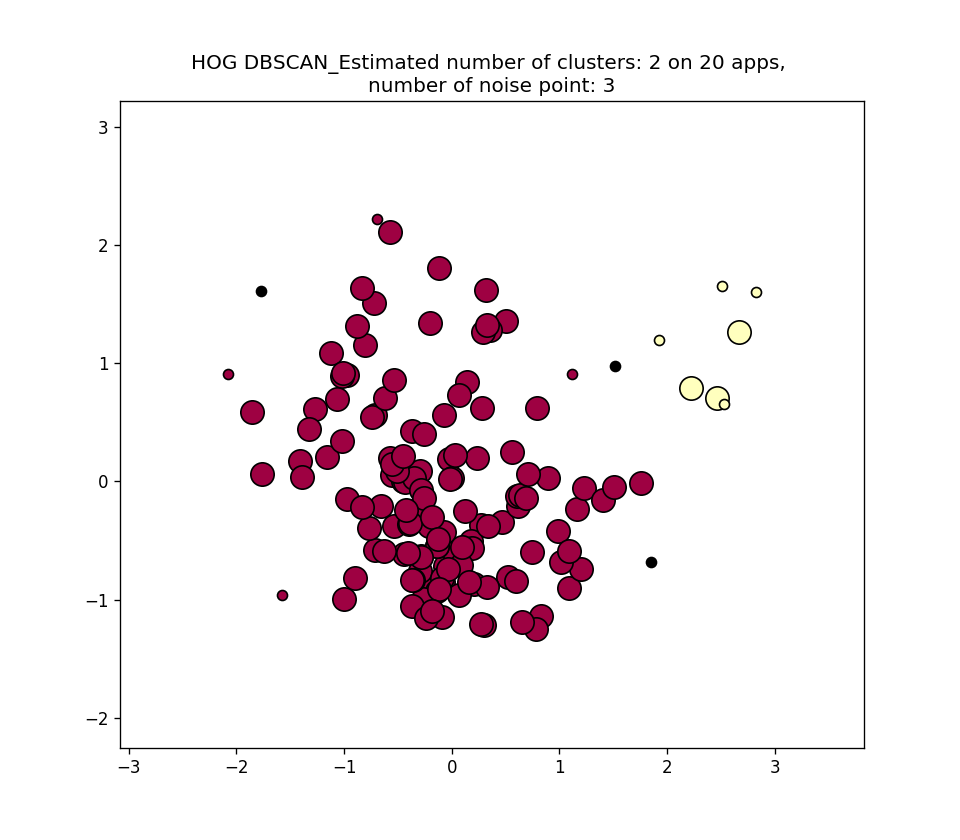 HOG DBSCAN_Estimated number of clusters: 2 on 20 apps,
number of noise point: 3
3
2
1
0
−1
−2
−3 −2 −1 0 1 2 3